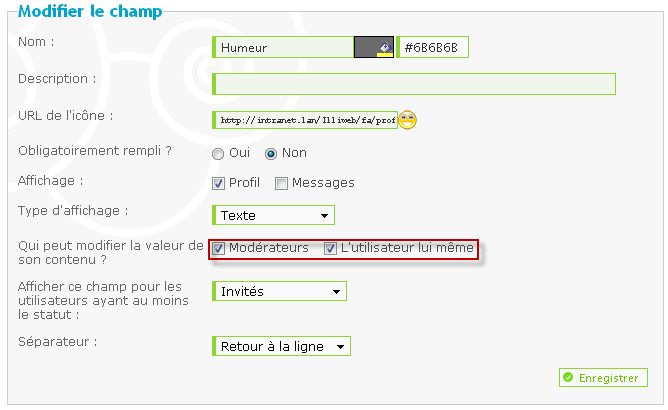 Modifier le champ
Nom : Humeur #6B6B6B
Description :
URL de l'icône : http://intranet.lan/Illiweb/fa/prof
Obligatoirement rempli ? Oui Non
Affichage : Profil Messages
Type d'affichage : Texte
Qui peut modifier la valeur de Modérateurs L'utilisateur lui même
son contenu ?
Afficher ce champ pour les Invités
utilisateurs ayant au moins
le statut :
Séparateur : Retour à la ligne
Enregistrer